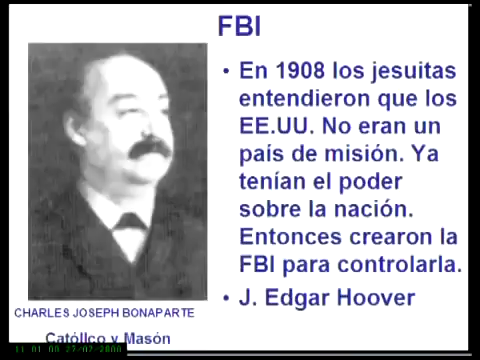 FBI
• En 1908 los jesuitas
entendieron que los
EE.UU. No eran un
país de misión. Ya
tenían el poder
sobre la nación.
Entonces crearon la
FBI para controlarla.
• J. Edgar Hoover
CHARLES JOSEPH BONAPARTE
Católico y Masón